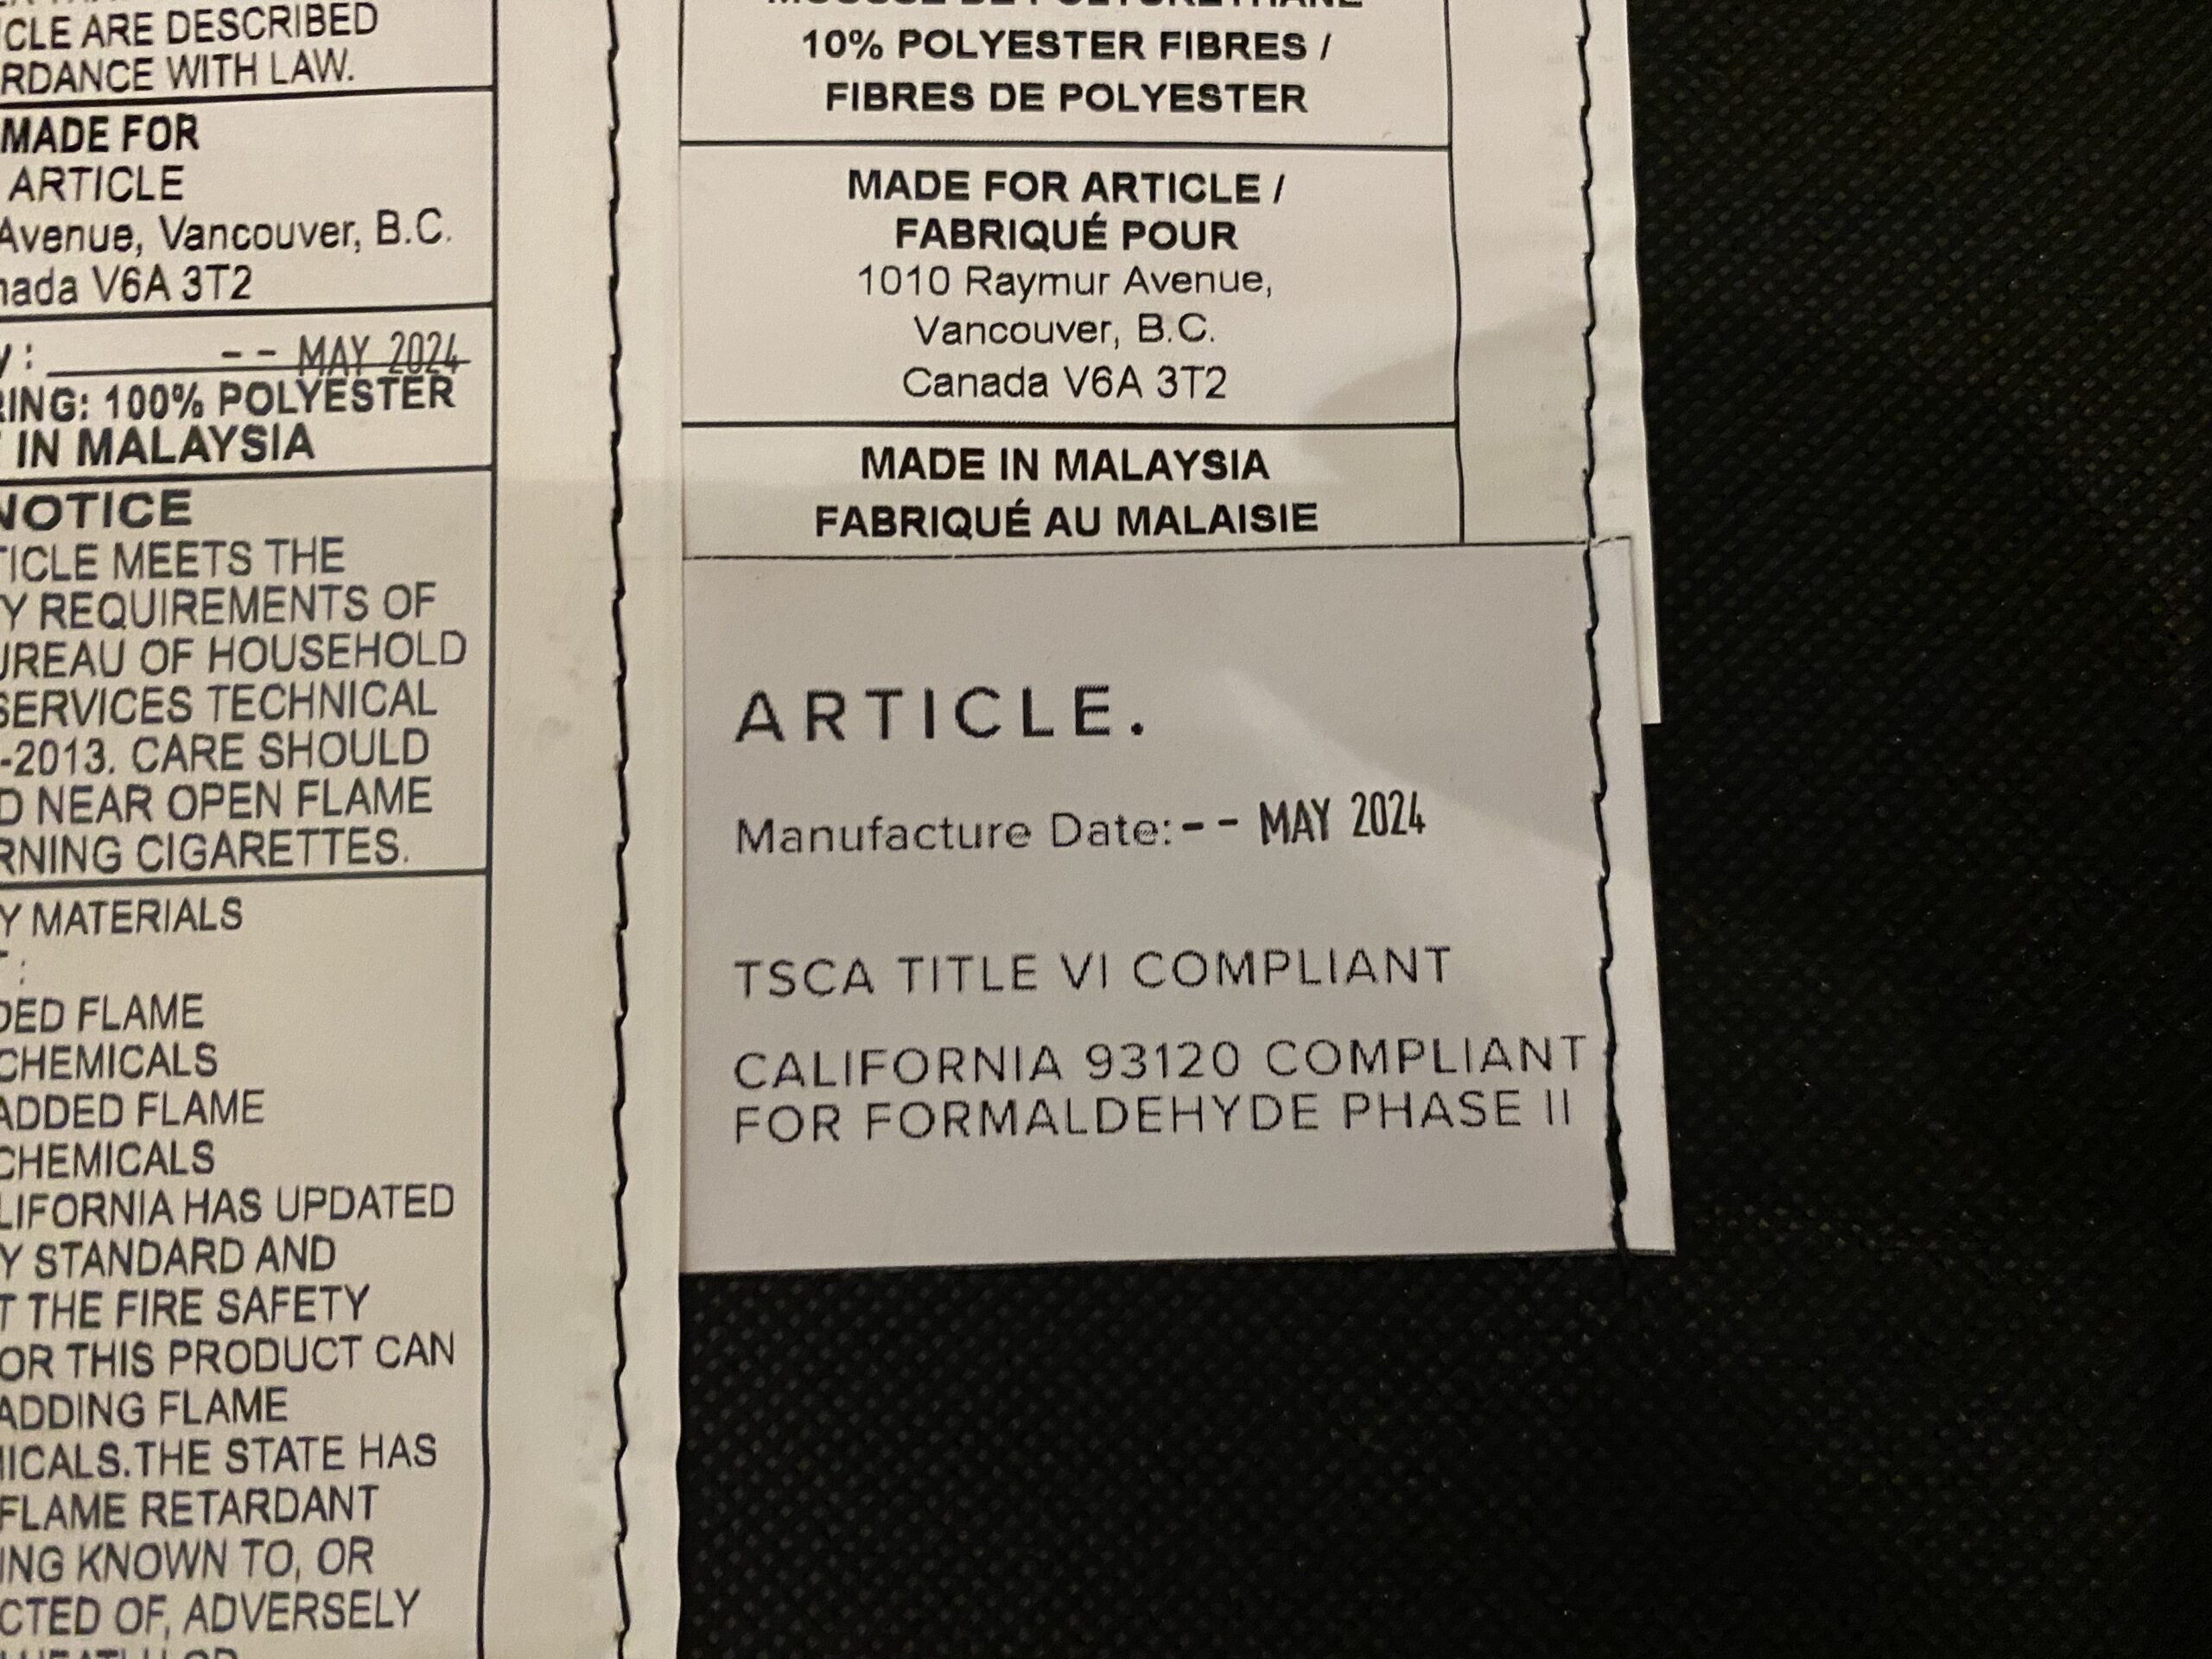 CLE ARE DESCRIBED
RDANCE WITH LAW.
MADE FOR
ARTICLE
Avenue, Vancouver, B.C.
nada V6A 3T2
y: -- MAY 2024
RING: 100% POLYESTER
IN MALAYSIA
NOTICE
TICLE MEETS THE
Y REQUIREMENTS OF
UREAU OF HOUSEHOLD
SERVICES TECHNICAL
-2013. CARE SHOULD
D NEAR OPEN FLAME
RNING CIGARETTES.
Y MATERIALS
:
DED FLAME
CHEMICALS
ADDED FLAME
CHEMICALS
LIFORNIA HAS UPDATED
Y STANDARD AND
T THE FIRE SAFETY
OR THIS PRODUCT CAN
ADDING FLAME
ICALS.THE STATE HAS
FLAME RETARDANT
ING KNOWN TO, OR
CTED OF, ADVERSELY
MOUSSE DE POLYURETHANE
10% POLYESTER FIBRES /
FIBRES DE POLYESTER
MADE FOR ARTICLE /
FABRIQUÉ POUR
1010 Raymur Avenue,
Vancouver, B.C.
Canada V6A 3T2
MADE IN MALAYSIA
FABRIQUÉ AU MALAISIE
ARTICLE.
Manufacture Date:-- MAY 2024
TSCA TITLE VI COMPLIANT
CALIFORNIA 93120 COMPLIANT
FOR FORMALDEHYDE PHASE II